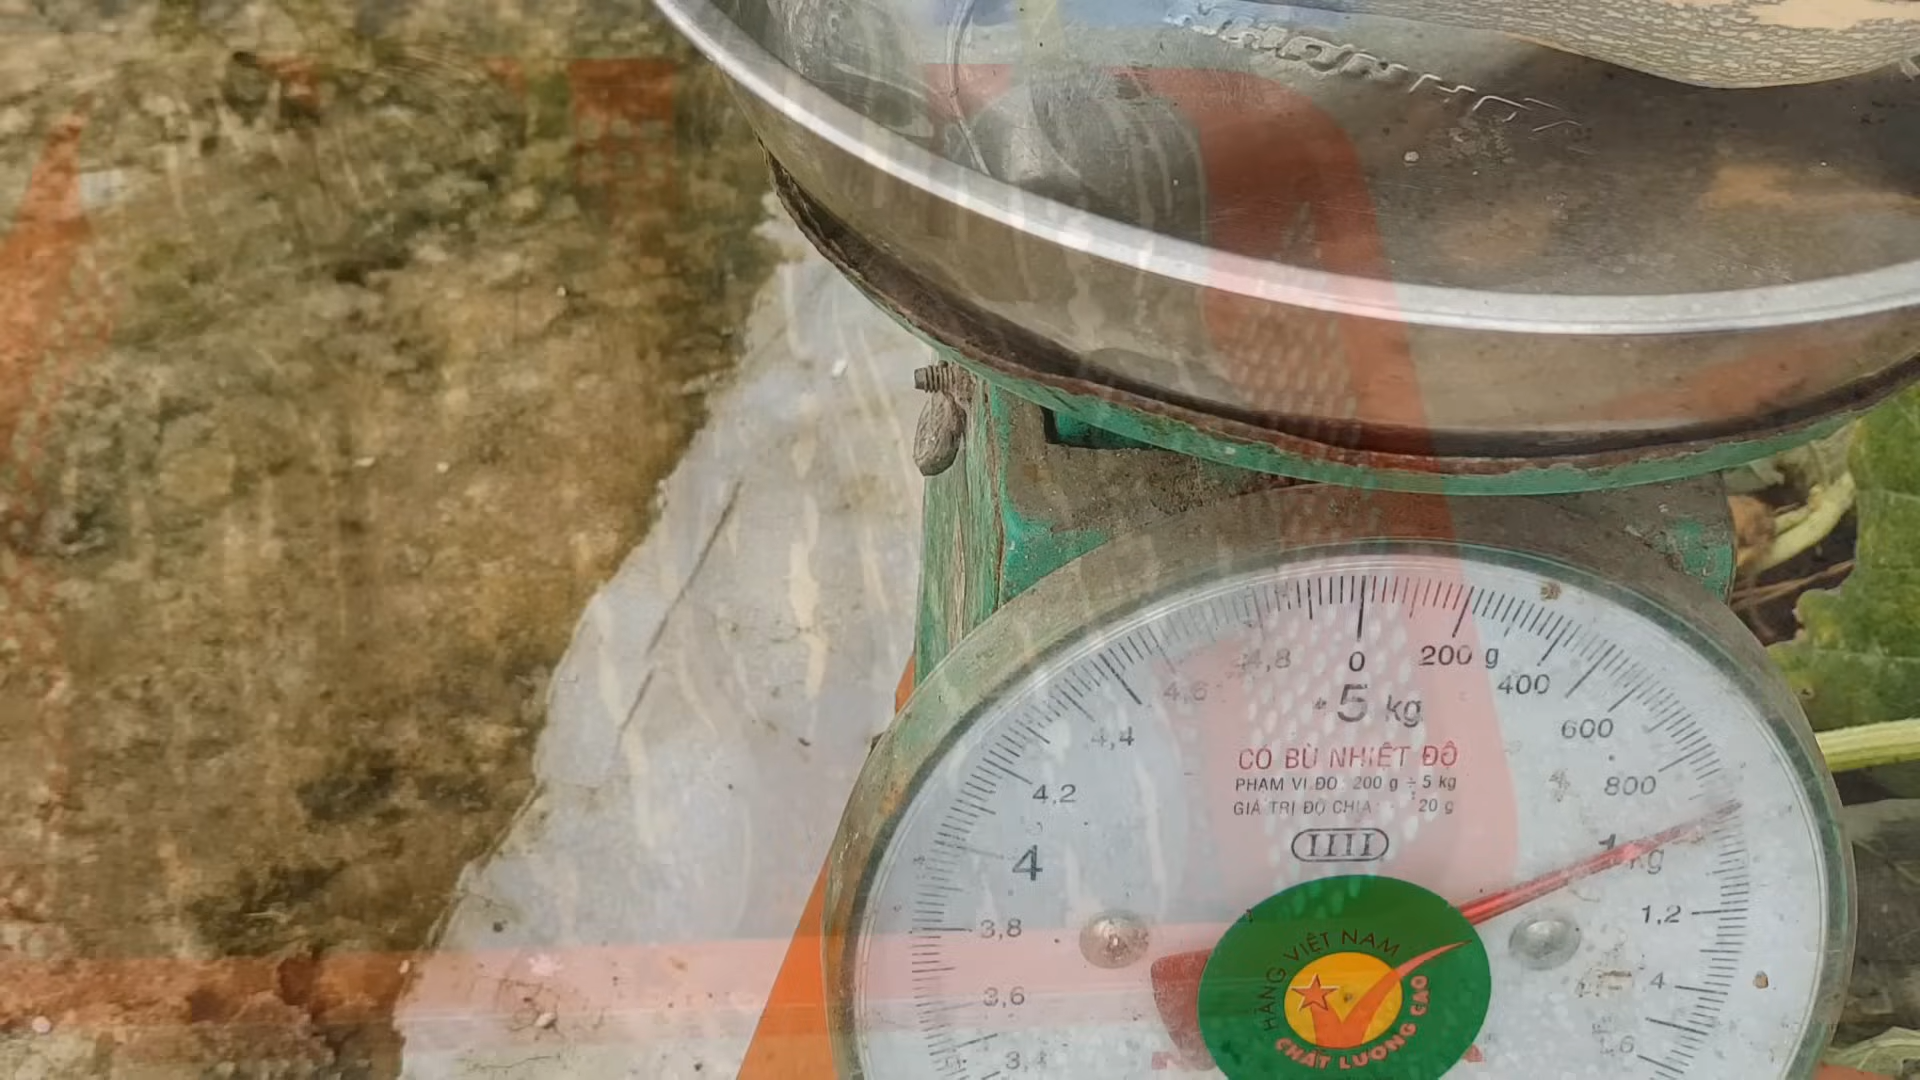 4,8 0 200 g
4,6 5 kg 400
4,4 600
CÓ BÙ NHIỆT ĐỘ
4,2 PHẠM VI ĐO: 200 g ÷ 5 kg 800
GIÁ TRỊ ĐỘ CHIA: 20 g
4 1 kg
3,8 1,2
HÀNG VIỆT NAM
CHẤT LƯỢNG CAO
3,6